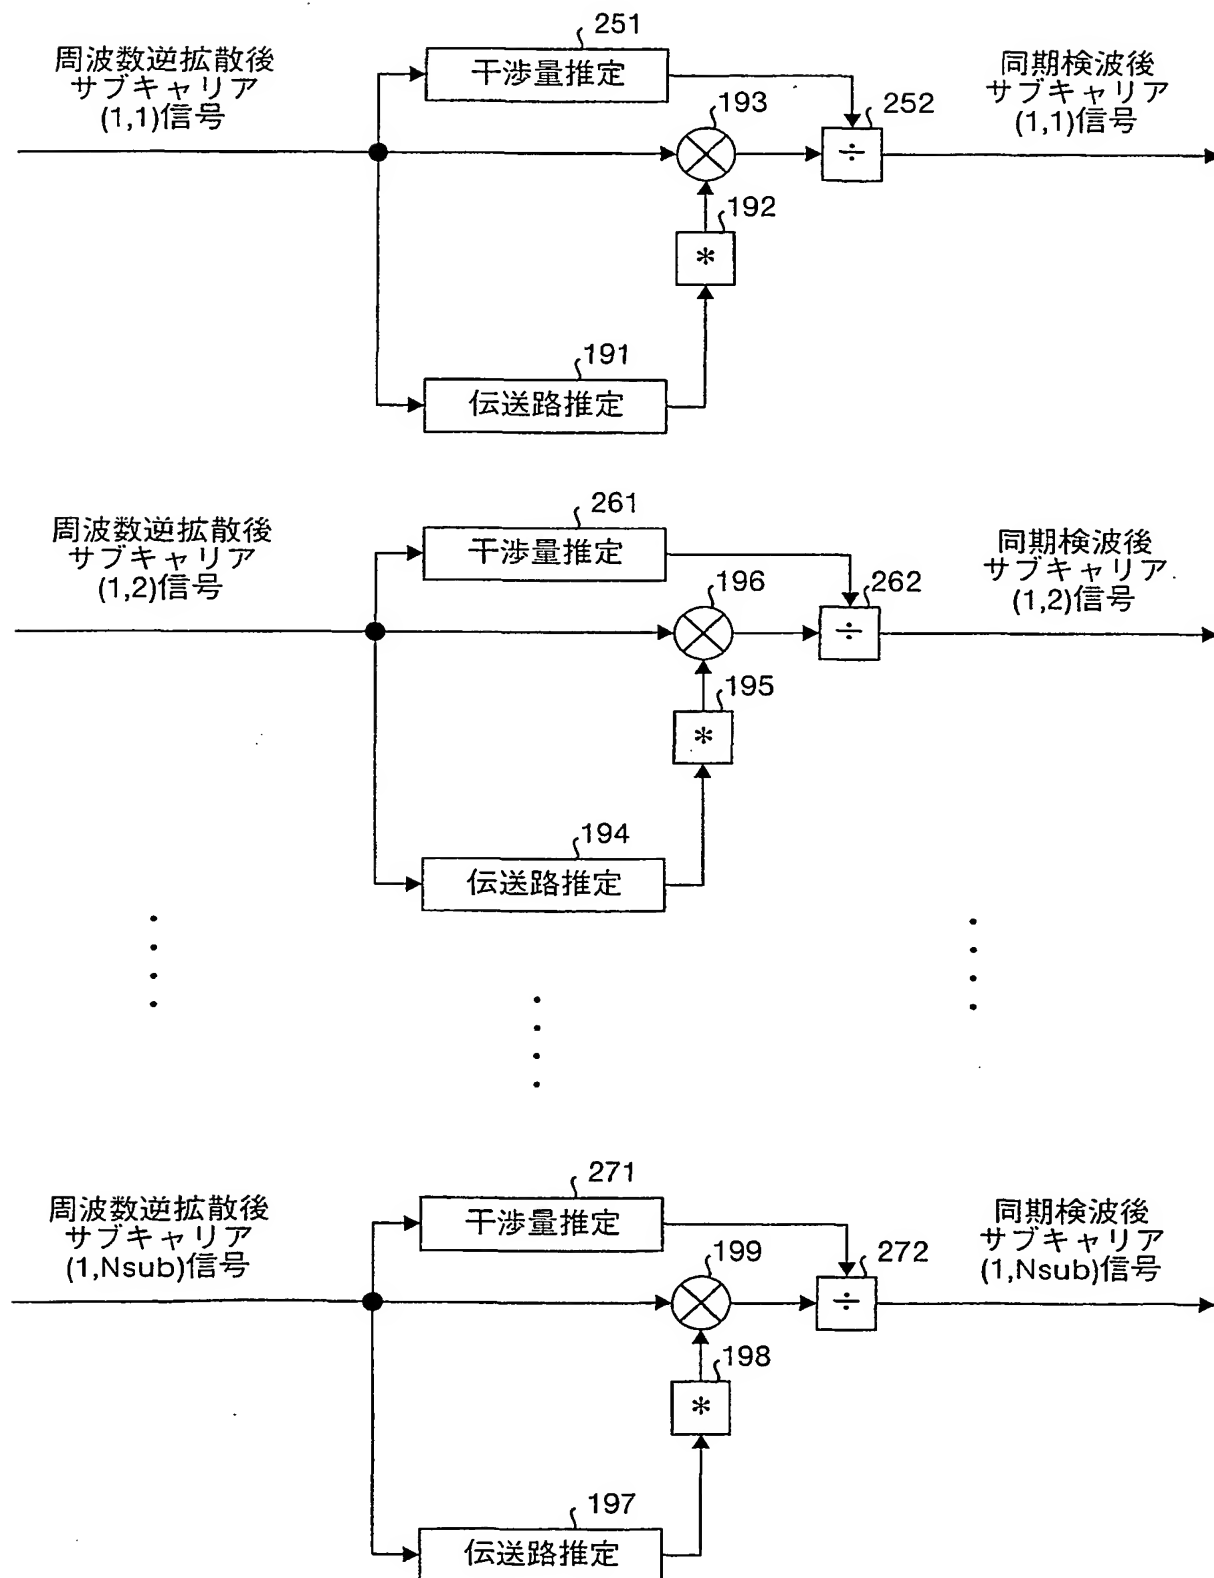 251
周波数逆拡散後
サブキャリア
(1,1)信号
干渉量推定
193
252
同期検波後
サブキャリア
(1,1)信号
÷
192
*
191
伝送路推定
261
周波数逆拡散後
サブキャリア
(1,2)信号
干渉量推定
196
262
同期検波後
サブキャリア
(1,2)信号
÷
195
*
194
伝送路推定
271
周波数逆拡散後
サブキャリア
(1,Nsub)信号
干渉量推定
199
272
同期検波後
サブキャリア
(1,Nsub)信号
÷
198
*
197
伝送路推定